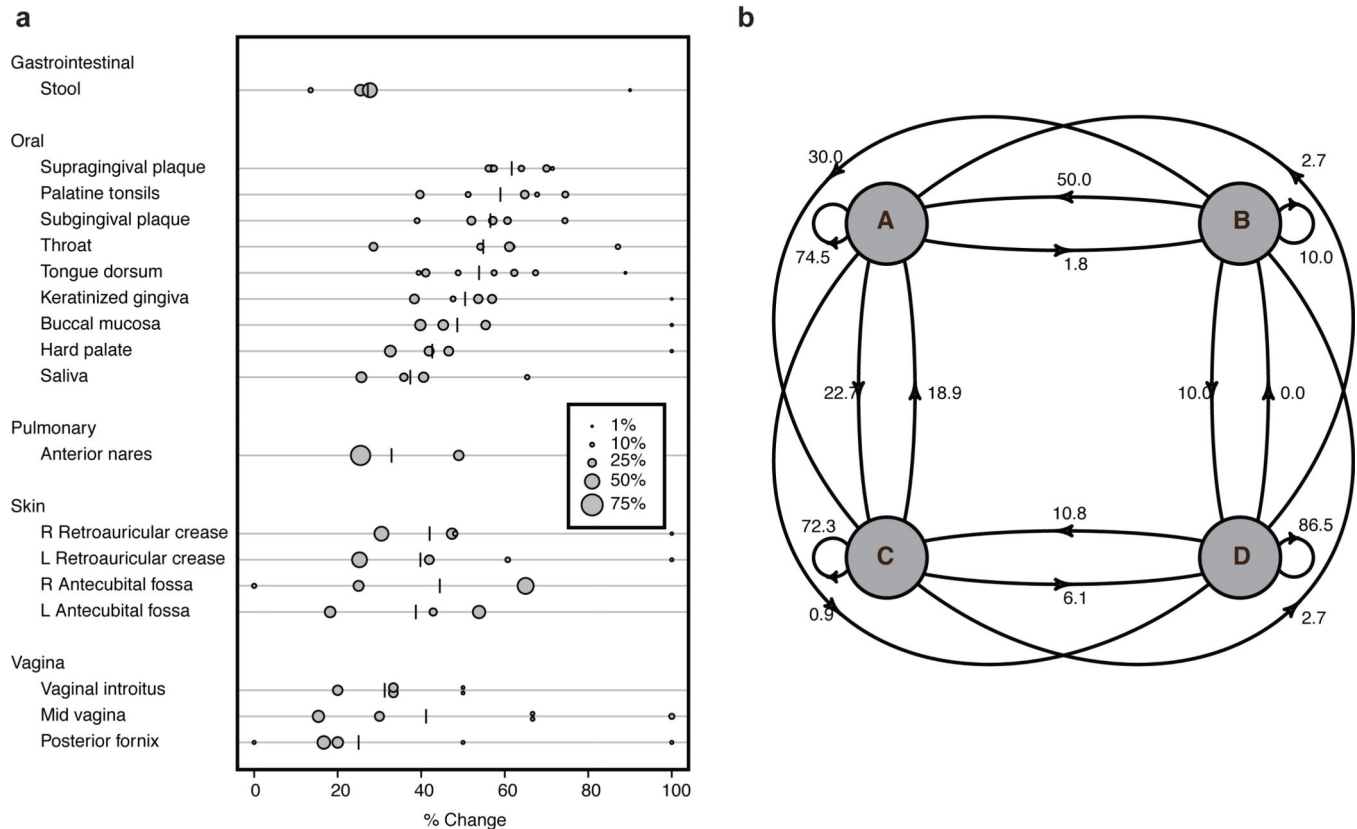 a
Gastrointestinal
Stool
Oral
Supragingival plaque
Palatine tonsils
Subgingival plaque
Throat
Tongue dorsum
Keratinized gingiva
Buccal mucosa
Hard palate
Saliva
Pulmonary
Anterior nares
Skin
R Retroauricular crease
L Retroauricular crease
R Antecubital fossa
L Antecubital fossa
Vagina
Vaginal introitus
Mid vagina
Posterior fornix
1%
10%
25%
50%
75%
0 20 40 60 80 100
% Change
b
30.0 2.7
50.0
A B
74.5 10.0
1.8
22.7 18.9 10.0 0.0
10.8
72.3 86.5
C D
6.1
0.9 2.7